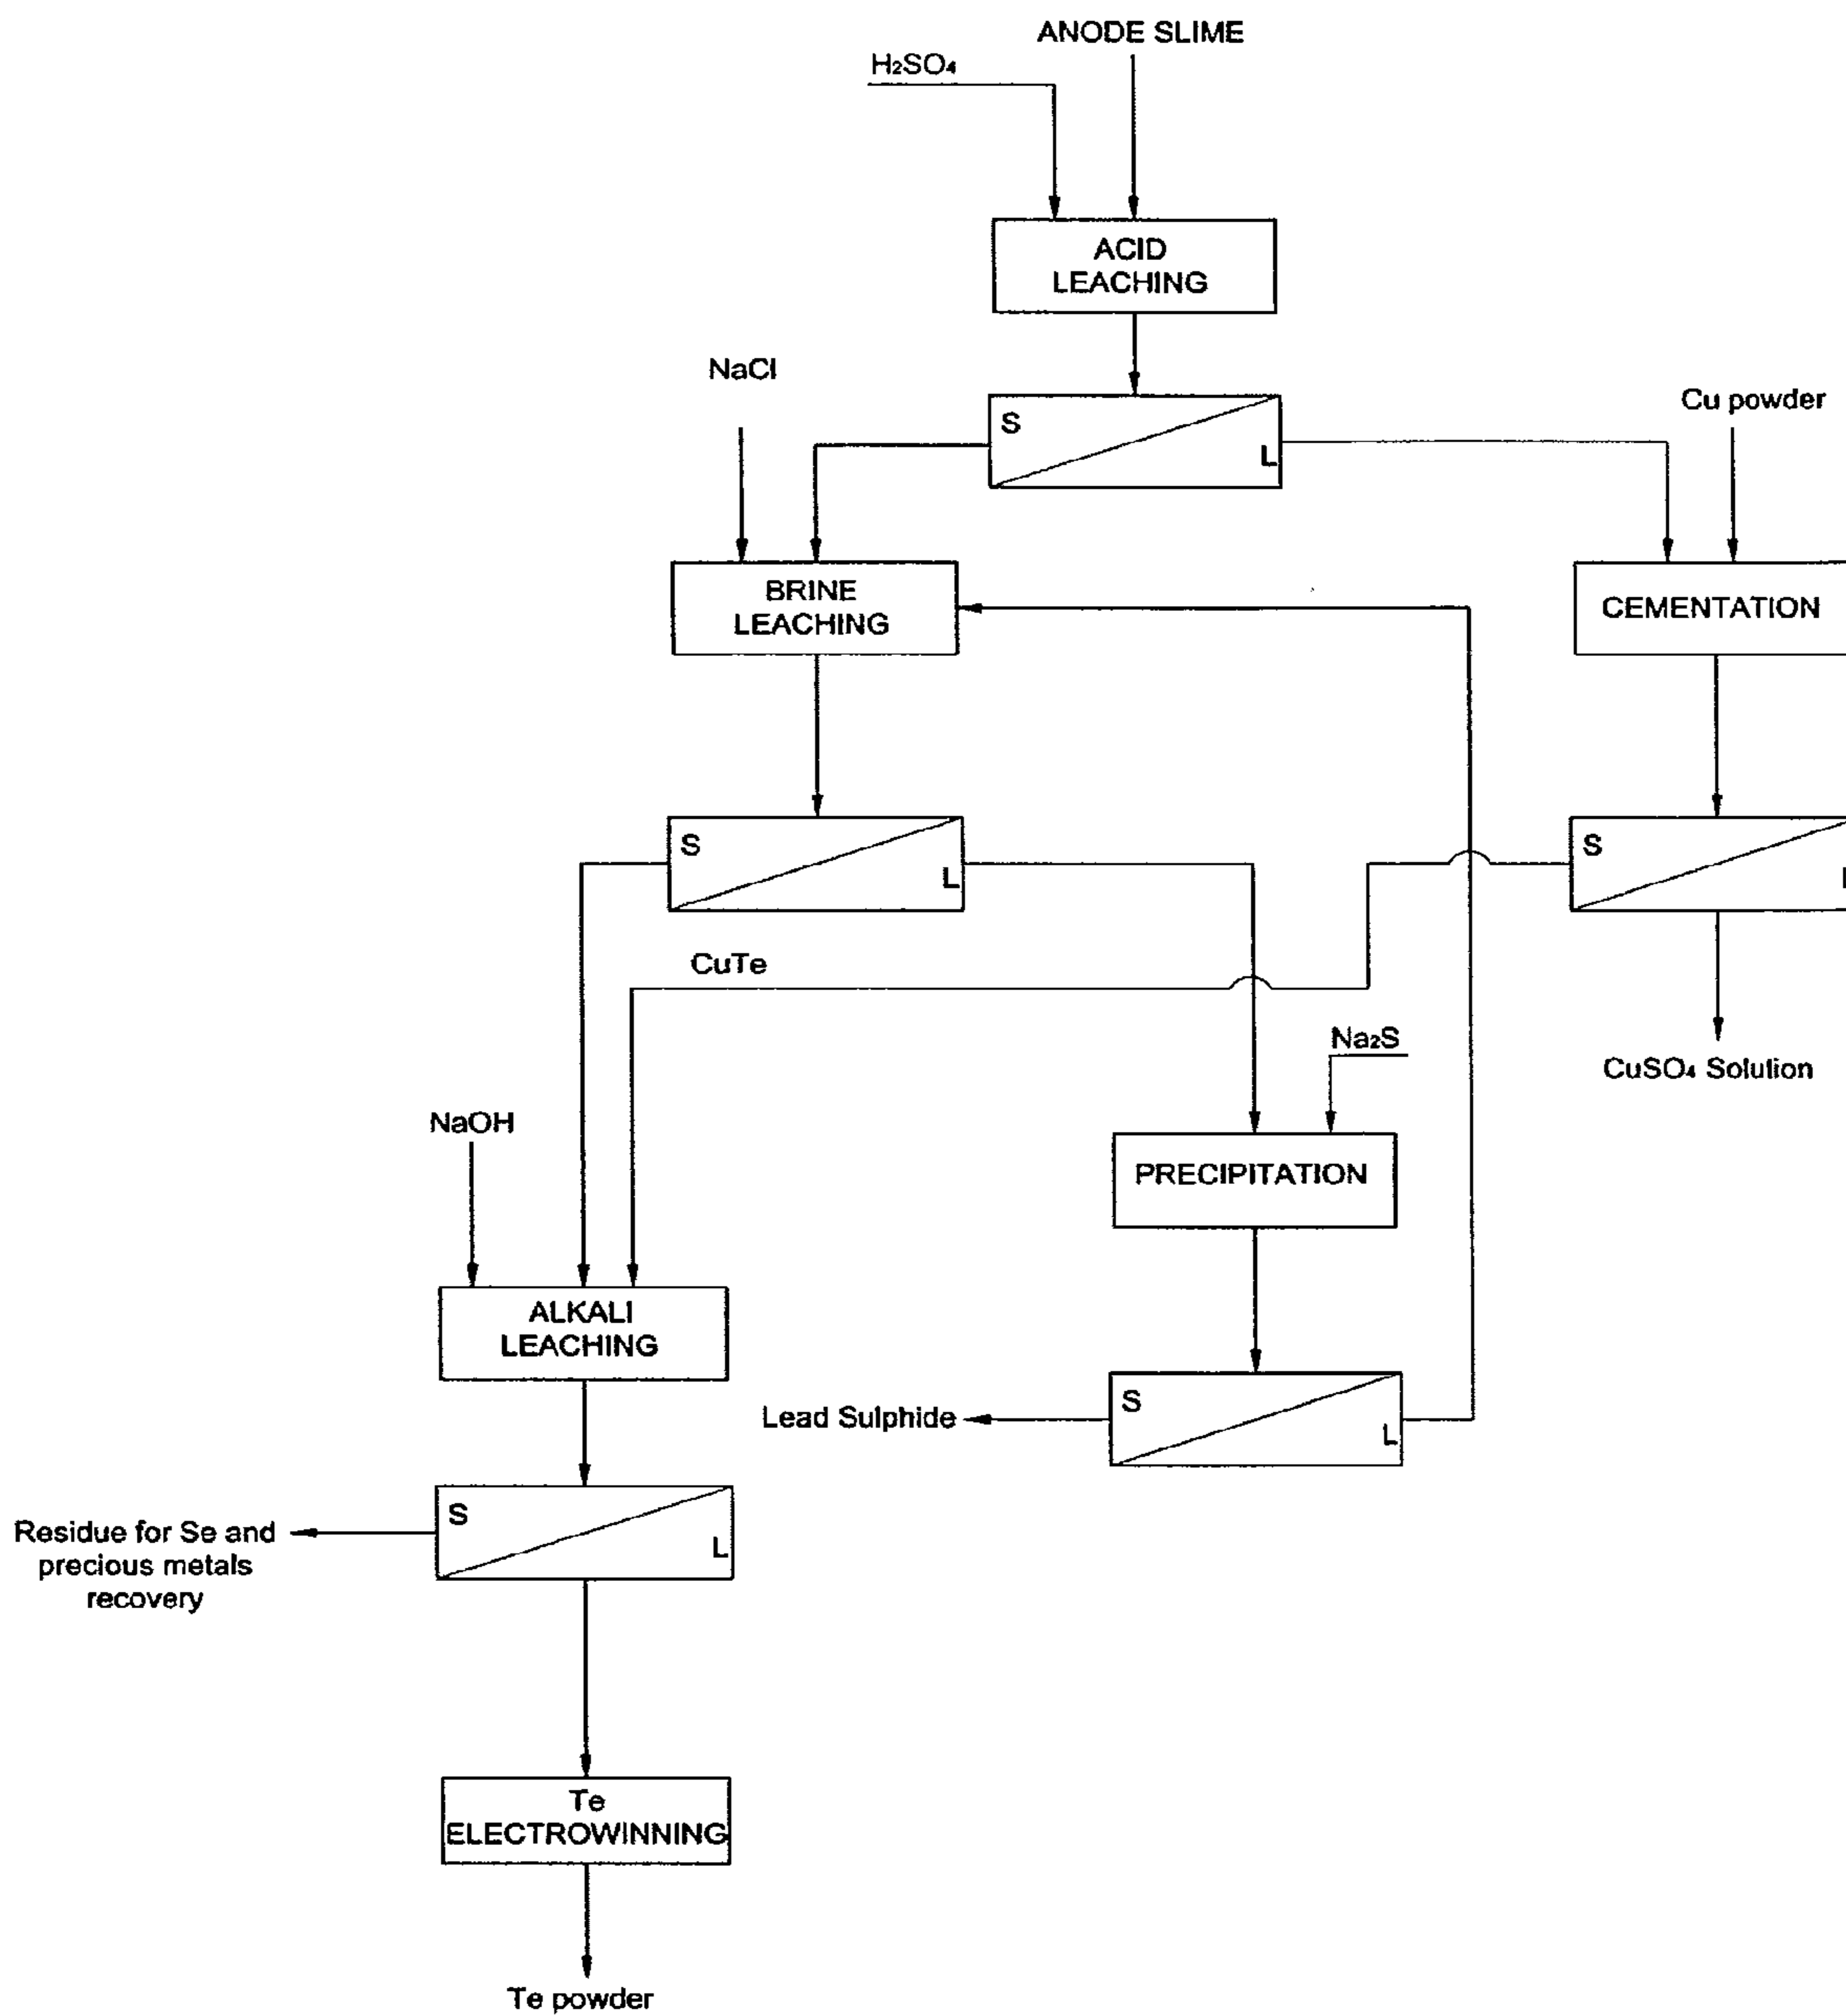 ANODE SLIME
H₂SO₄
ACID
LEACHING
NaCl
S
L
Cu powder
BRINE
LEACHING
CEMENTATION
S
L
S
CuTe
Na₂S
CuSO₄ Solution
NaOH
PRECIPITATION
ALKALI
LEACHING
Lead Sulphide
S
L
S
L
Residue for Se and
precious metals
recovery
Te
ELECTROWINNING
Te powder